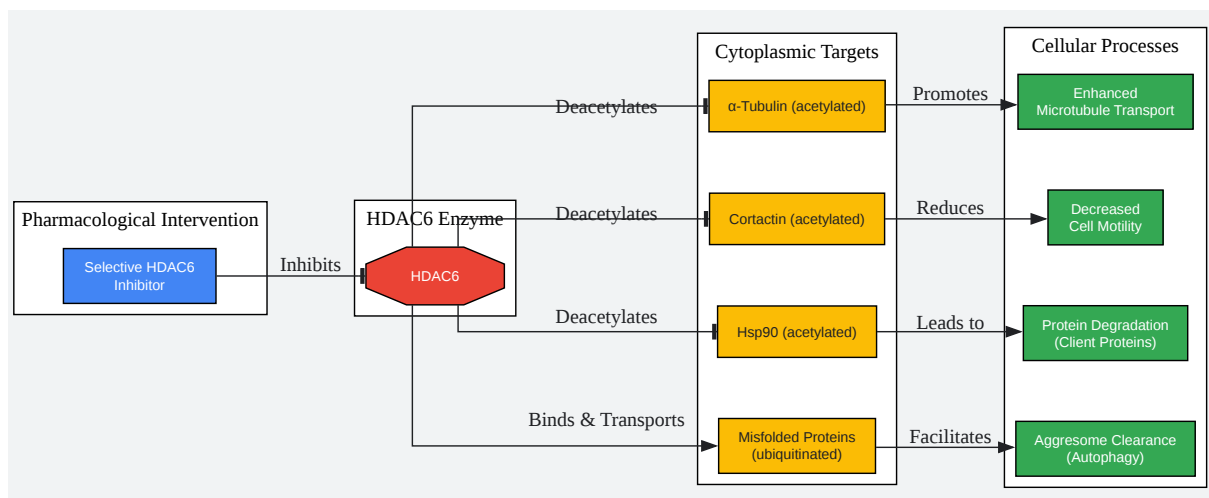 Pharmacological Intervention
Selective HDAC6
Inhibitor
Inhibits
HDAC6 Enzyme
HDAC6
Deacetylates
Deacetylates
Deacetylates
Binds & Transports
Cytoplasmic Targets
α-Tubulin (acetylated)
Cortactin (acetylated)
Hsp90 (acetylated)
Misfolded Proteins
(ubiquitinated)
Promotes
Reduces
Leads to
Facilitates
Cellular Processes
Enhanced
Microtubule Transport
Decreased
Cell Motility
Protein Degradation
(Client Proteins)
Aggresome Clearance
(Autophagy)